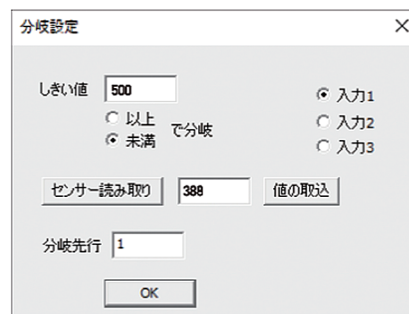 分岐設定
しきい値 500
以上
未満
で分岐
入力1
入力2
入力3
センサー読み取り 388 値の取込
分岐先行 1
OK